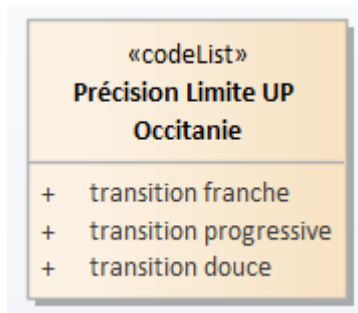 «codeList»
Précision Limite UP
Occitanie
+ transition franche
+ transition progressive
+ transition douce